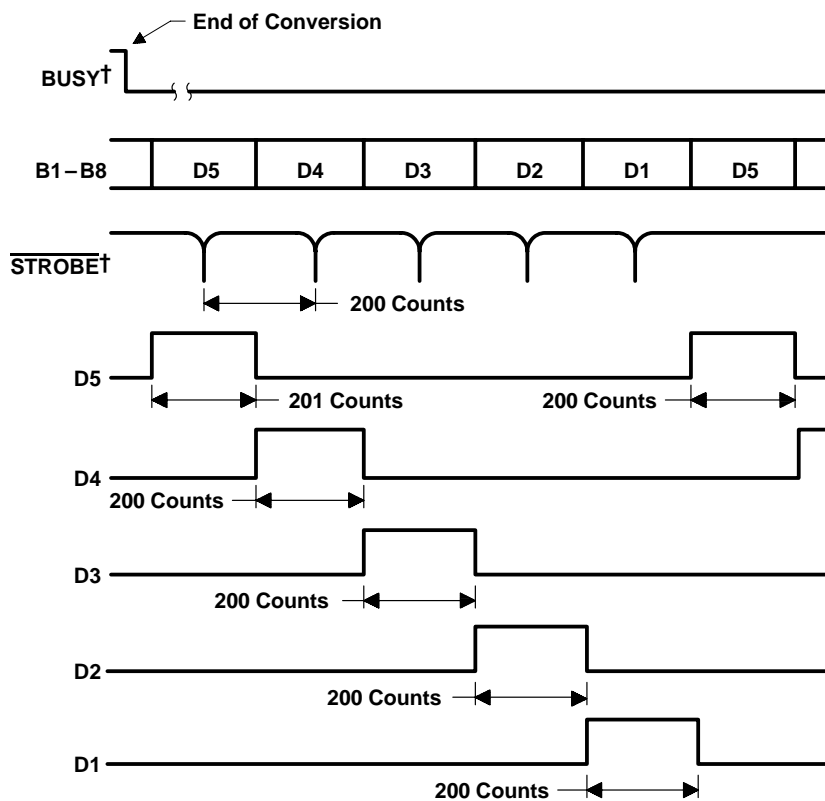 End of Conversion
BUSY†
B1–B8 D5 D4 D3 D2 D1 D5
STROBE†
200 Counts
D5
201 Counts 200 Counts
D4
200 Counts
D3
200 Counts
D2
200 Counts
D1
200 Counts